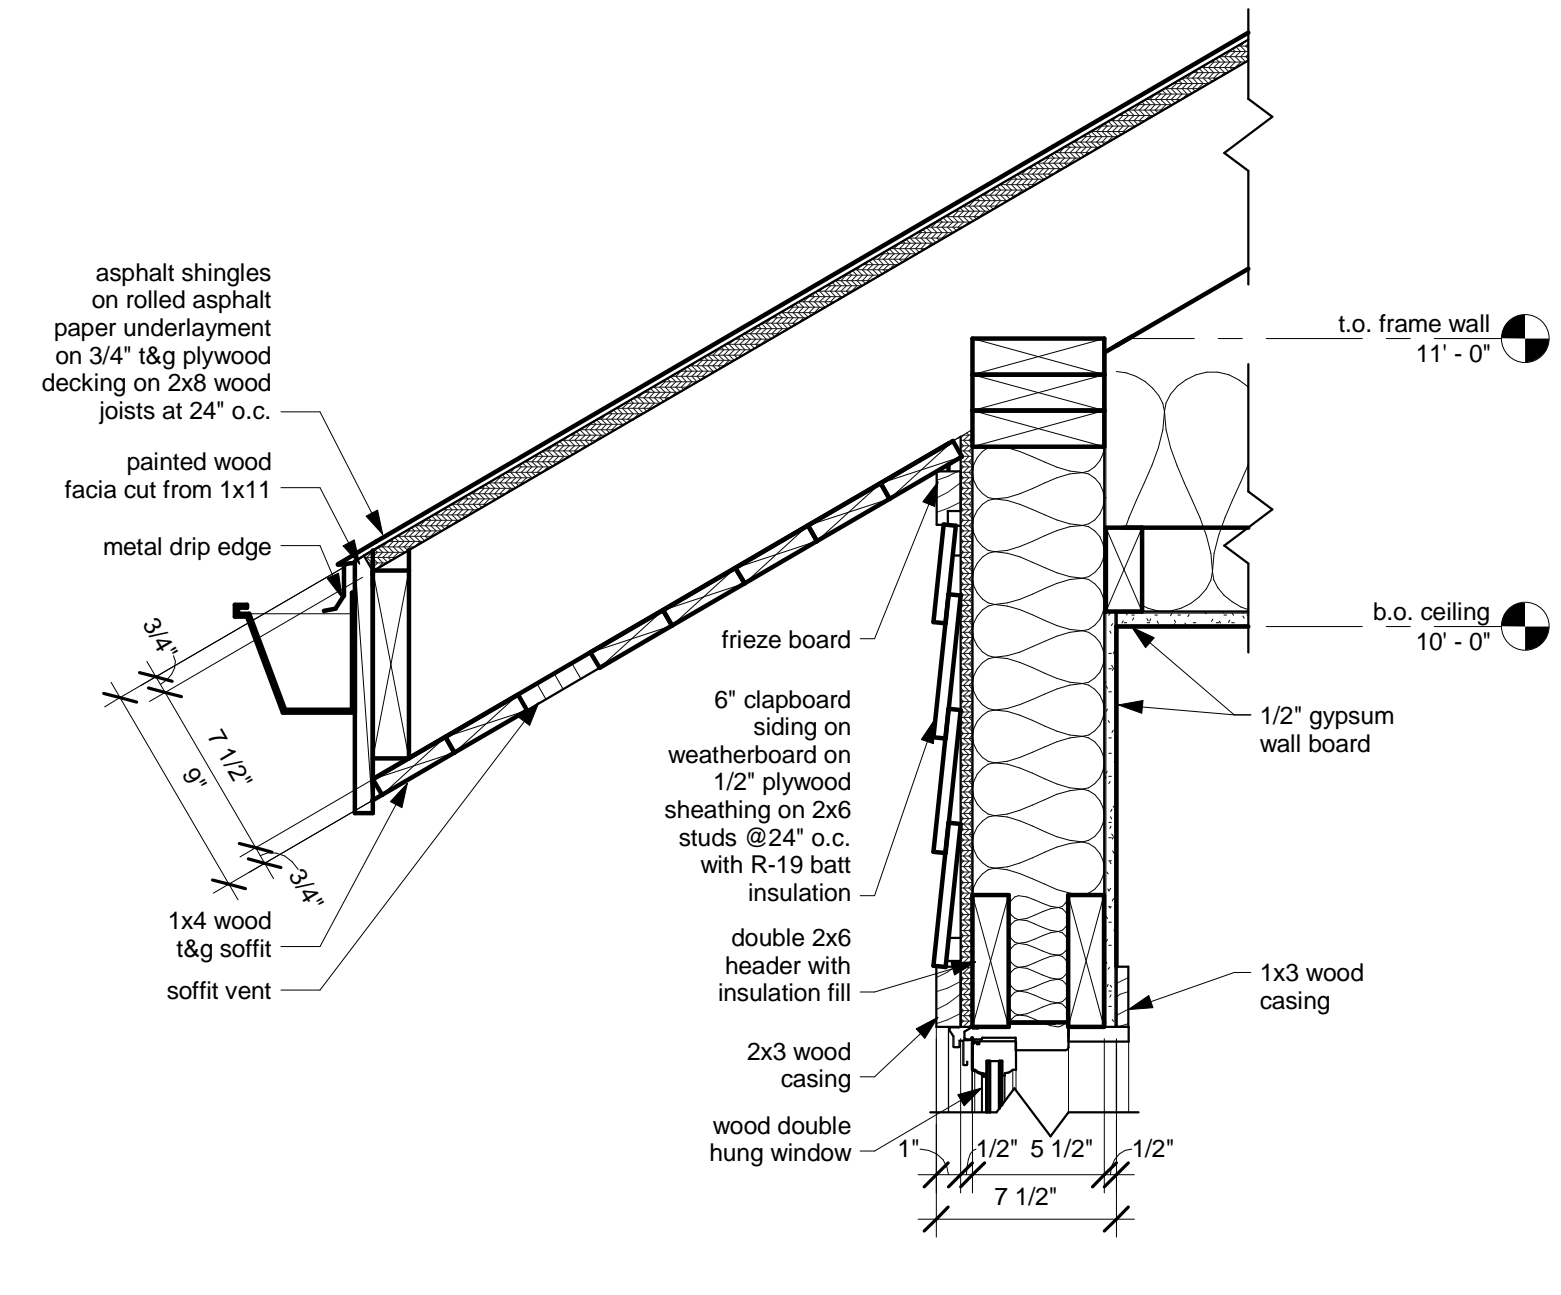 asphalt shingles
on rolled asphalt
paper underlayment
on 3/4" t&g plywood
decking on 2x8 wood
joists at 24" o.c.
painted wood
facia cut from 1x11
metal drip edge
3/4"
7 1/2"
9"
3/4"
1x4 wood
t&g soffit
soffit vent
frieze board
6" clapboard
siding on
weatherboard on
1/2" plywood
sheathing on 2x6
studs @24" o.c.
with R-19 batt
insulation
double 2x6
header with
insulation fill
2x3 wood
casing
wood double
hung window
t.o. frame wall
11' - 0"
b.o. ceiling
10' - 0"
1/2" gypsum
wall board
1x3 wood
casing
1" 1/2" 5 1/2" 1/2"
7 1/2"